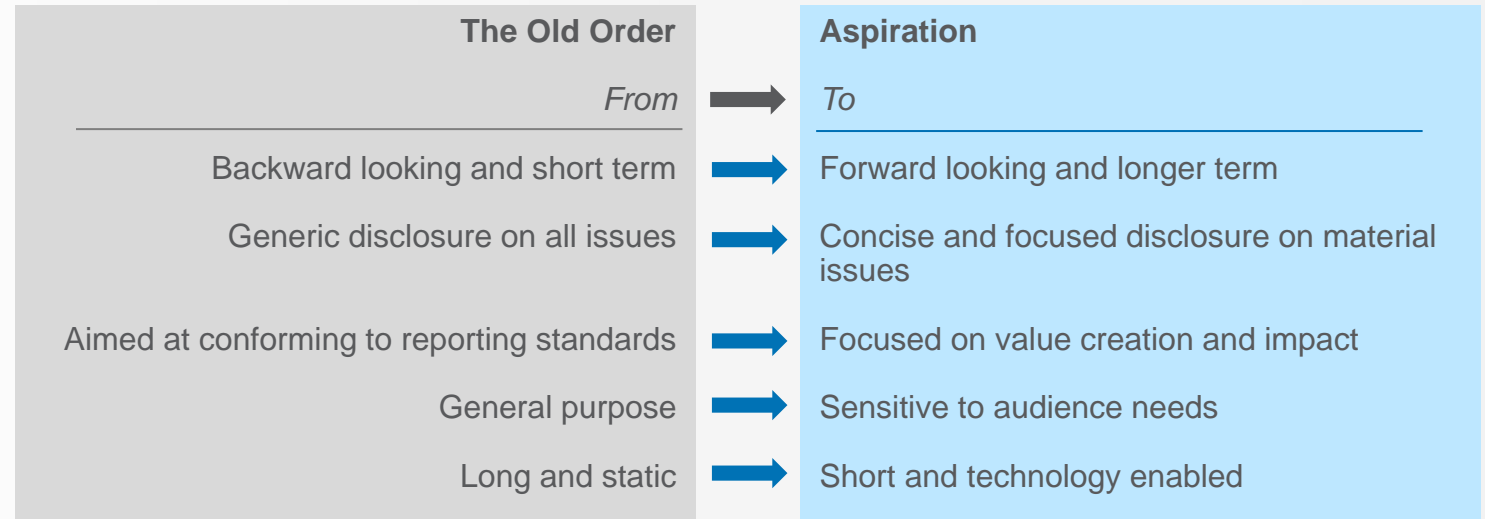 The Old Order
Aspiration
From
To
Backward looking and short term
Forward looking and longer term
Generic disclosure on all issues
Concise and focused disclosure on material
issues
Aimed at conforming to reporting standards
Focused on value creation and impact
General purpose
Sensitive to audience needs
Long and static
Short and technology enabled